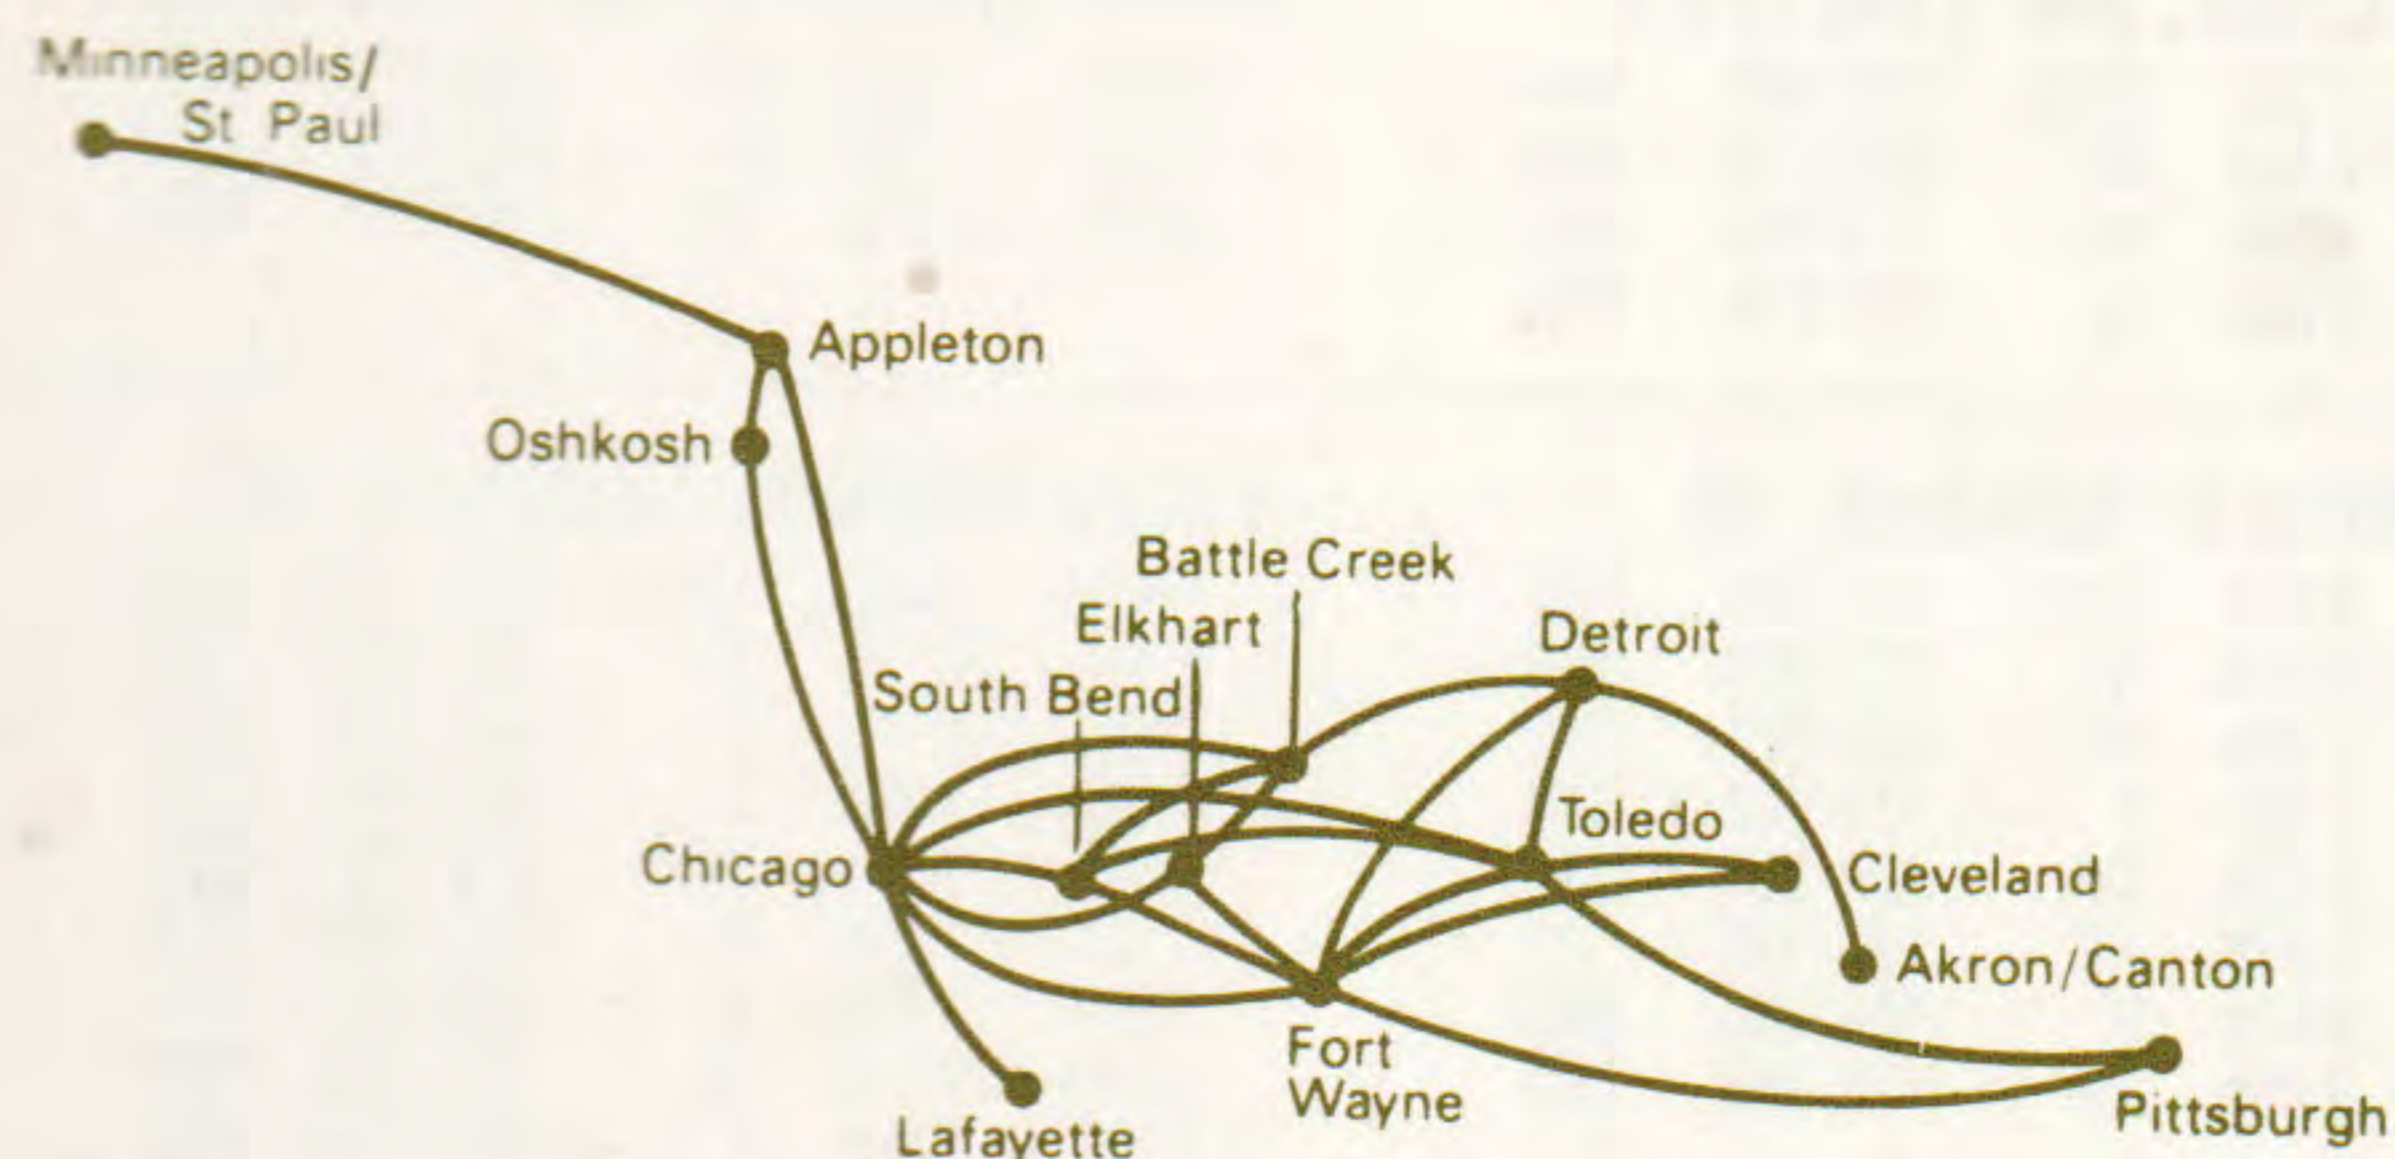 Minneapolis/
St Paul
Appleton
Oshkosh
Battle Creek
Elkhart
Detroit
South Bend
Toledo
Chicago
Cleveland
Akron/Canton
Fort
Wayne
Pittsburgh
Lafayette